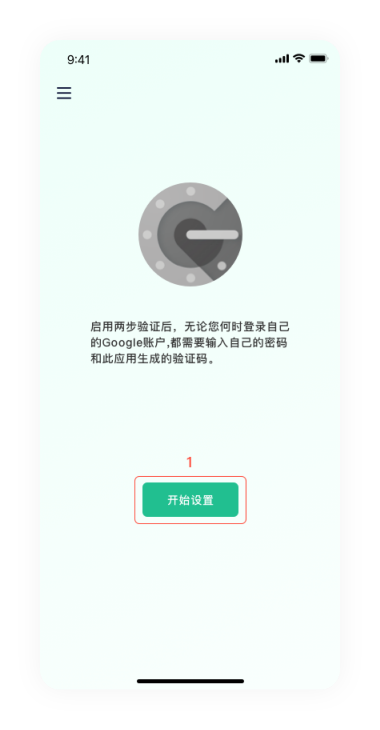 9:41
启用两步验证后，无论您何时登录自己
的Google账户,都需要输入自己的密码
和此应用生成的验证码。
1
开始设置